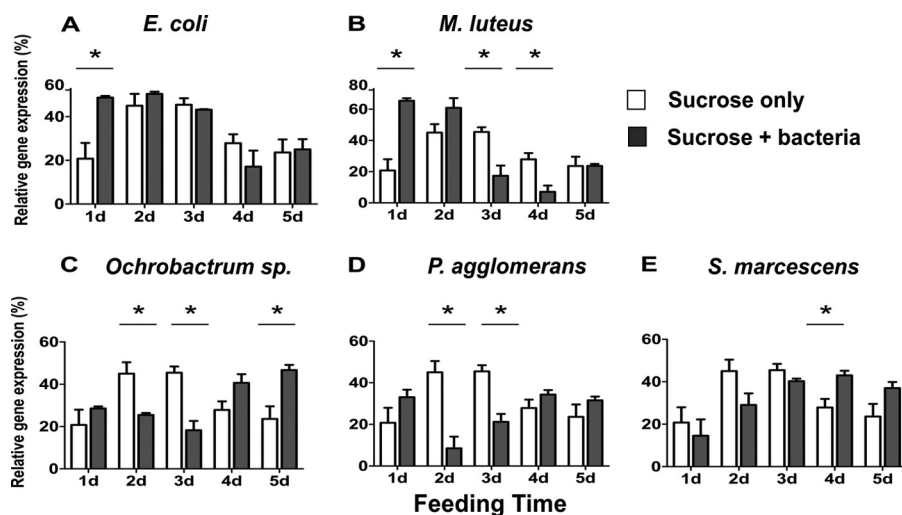 A E. coli
B M. luteus
* * * *
Relative gene expression (%)
60
40
20
0
1d 2d 3d 4d 5d
80
60
40
20
0
1d 2d 3d 4d 5d
Sucrose only
Sucrose + bacteria
C Ochrobactrum sp.
D P. agglomerans
E S. marcescens
* * * * * *
Relative gene expression (%)
60
40
20
0
1d 2d 3d 4d 5d
60
40
20
0
1d 2d 3d 4d 5d
60
40
20
0
1d 2d 3d 4d 5d
Feeding Time